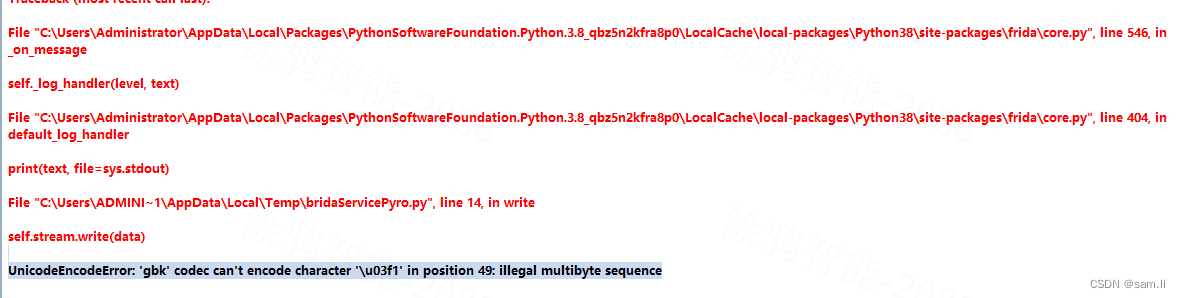 Traceback (most recent call last):
File "C:\Users\Administrator\AppData\Local\Packages\PythonSoftwareFoundation.Python.3.8_qbz5n2kfra8p0\LocalCache\local-packages\Python38\site-packages\frida\core.py", line 546, in
_on_message
self._log_handler(level, text)
File "C:\Users\Administrator\AppData\Local\Packages\PythonSoftwareFoundation.Python.3.8_qbz5n2kfra8p0\LocalCache\local-packages\Python38\site-packages\frida\core.py", line 404, in
default_log_handler
print(text, file=sys.stdout)
File "C:\Users\ADMINI~1\AppData\Local\Temp\bridaServicePyro.py", line 14, in write
self.stream.write(data)
UnicodeEncodeError: 'gbk' codec can't encode character '\u03f1' in position 49: illegal multibyte sequence
CSDN @sam.li